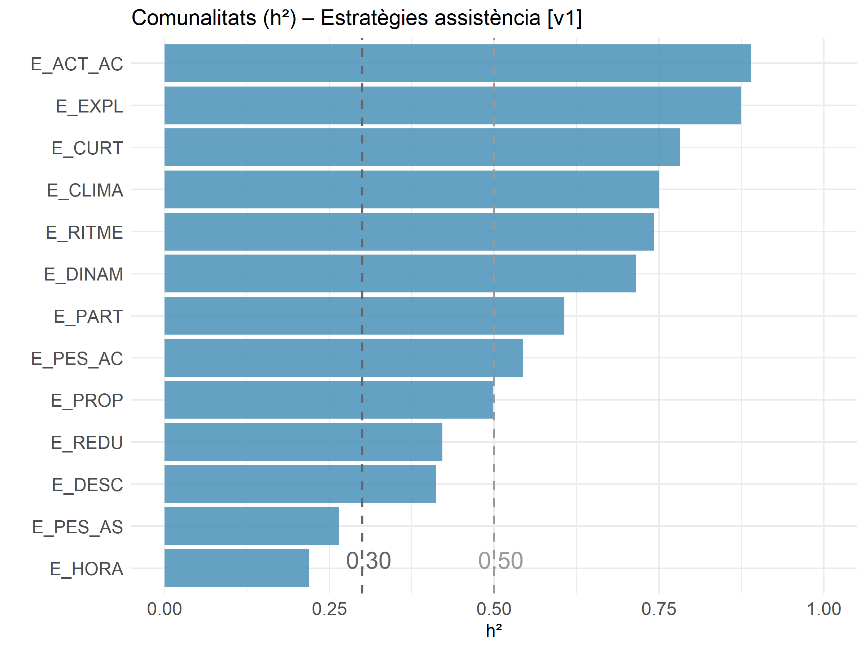 Comunalitats (h²) – Estratègies assistència [v1]
E_ACT_AC
E_EXPL
E_CURT
E_CLIMA
E_RITME
E_DINAM
E_PART
E_PES_AC
E_PROP
E_REDU
E_DESC
E_PES_AS
E_HORA
0.30 0.50
0.00 0.25 0.50 0.75 1.00
h²